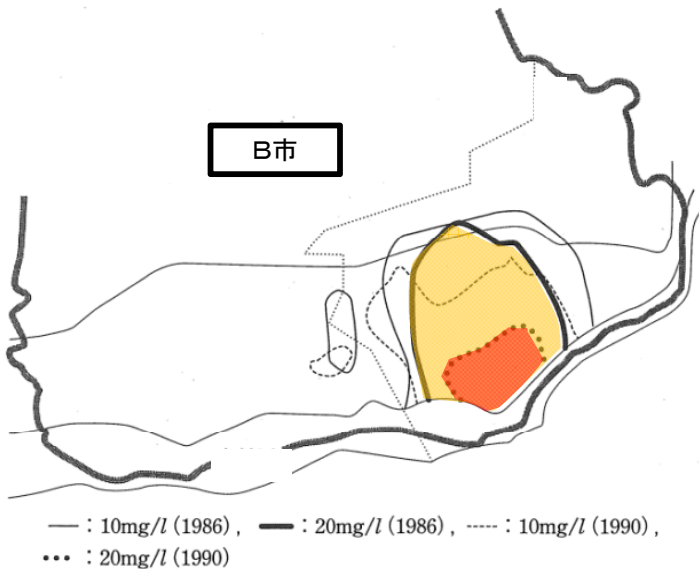 B市
— : 10mg/l (1986) , ━ : 20mg/l (1986) , ----- : 10mg/l (1990) ,
••• : 20mg/l (1990)